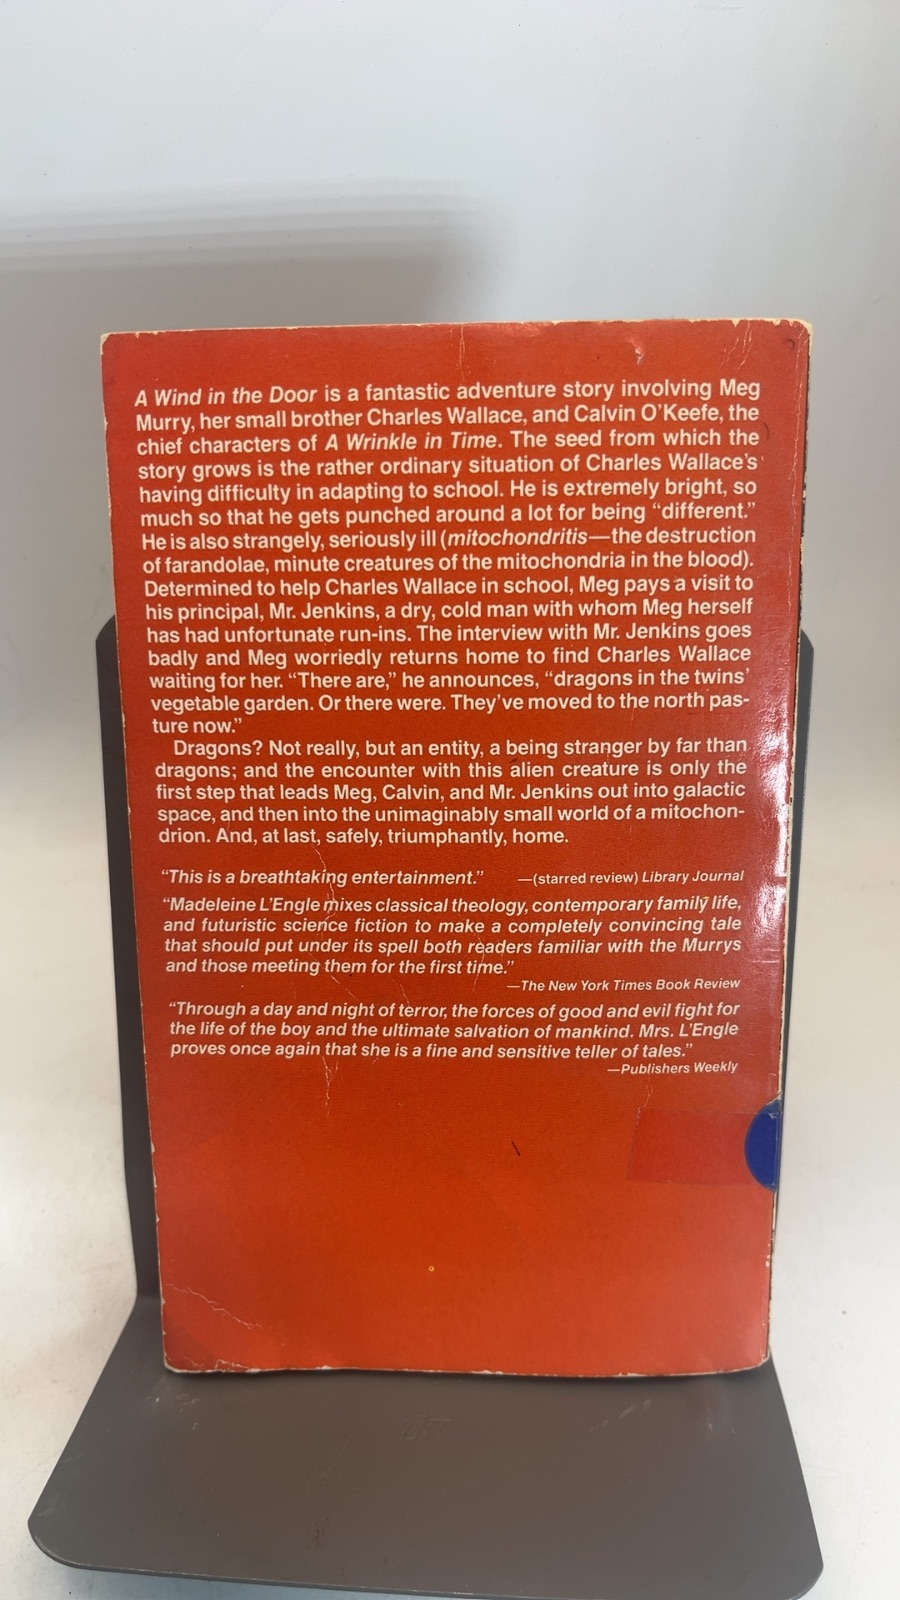 A Wind in the Door is a fantastic adventure story involving Meg
Murry, her small brother Charles Wallace, and Calvin O'Keefe, the
chief characters of A Wrinkle in Time. The seed from which the
story grows is the rather ordinary situation of Charles Wallace's
having difficulty in adapting to school. He is extremely bright, so
much so that he gets punched around a lot for being "different."
He is also strangely, seriously ill (mitochondritis—the destruction
of farandolae, minute creatures of the mitochondria in the blood).
Determined to help Charles Wallace in school, Meg pays a visit to
his principal, Mr. Jenkins, a dry, cold man with whom Meg herself
has had unfortunate run-ins. The interview with Mr. Jenkins goes
badly and Meg worriedly returns home to find Charles Wallace
waiting for her. "There are," he announces, "dragons in the twins'
vegetable garden. Or there were. They've moved to the north pas-
ture now."
Dragons? Not really, but an entity, a being stranger by far than
dragons; and the encounter with this alien creature is only the
first step that leads Meg, Calvin, and Mr. Jenkins out into galactic
space, and then into the unimaginably small world of a mitochon-
drion. And, at last, safely, triumphantly, home.
"This is a breathtaking entertainment." —(starred review) Library Journal
"Madeleine L'Engle mixes classical theology, contemporary family life,
and futuristic science fiction to make a completely convincing tale
that should put under its spell both readers familiar with the Murrys
and those meeting them for the first time."
—The New York Times Book Review
"Through a day and night of terror, the forces of good and evil fight for
the life of the boy and the ultimate salvation of mankind. Mrs. L'Engle
proves once again that she is a fine and sensitive teller of tales."
—Publishers Weekly